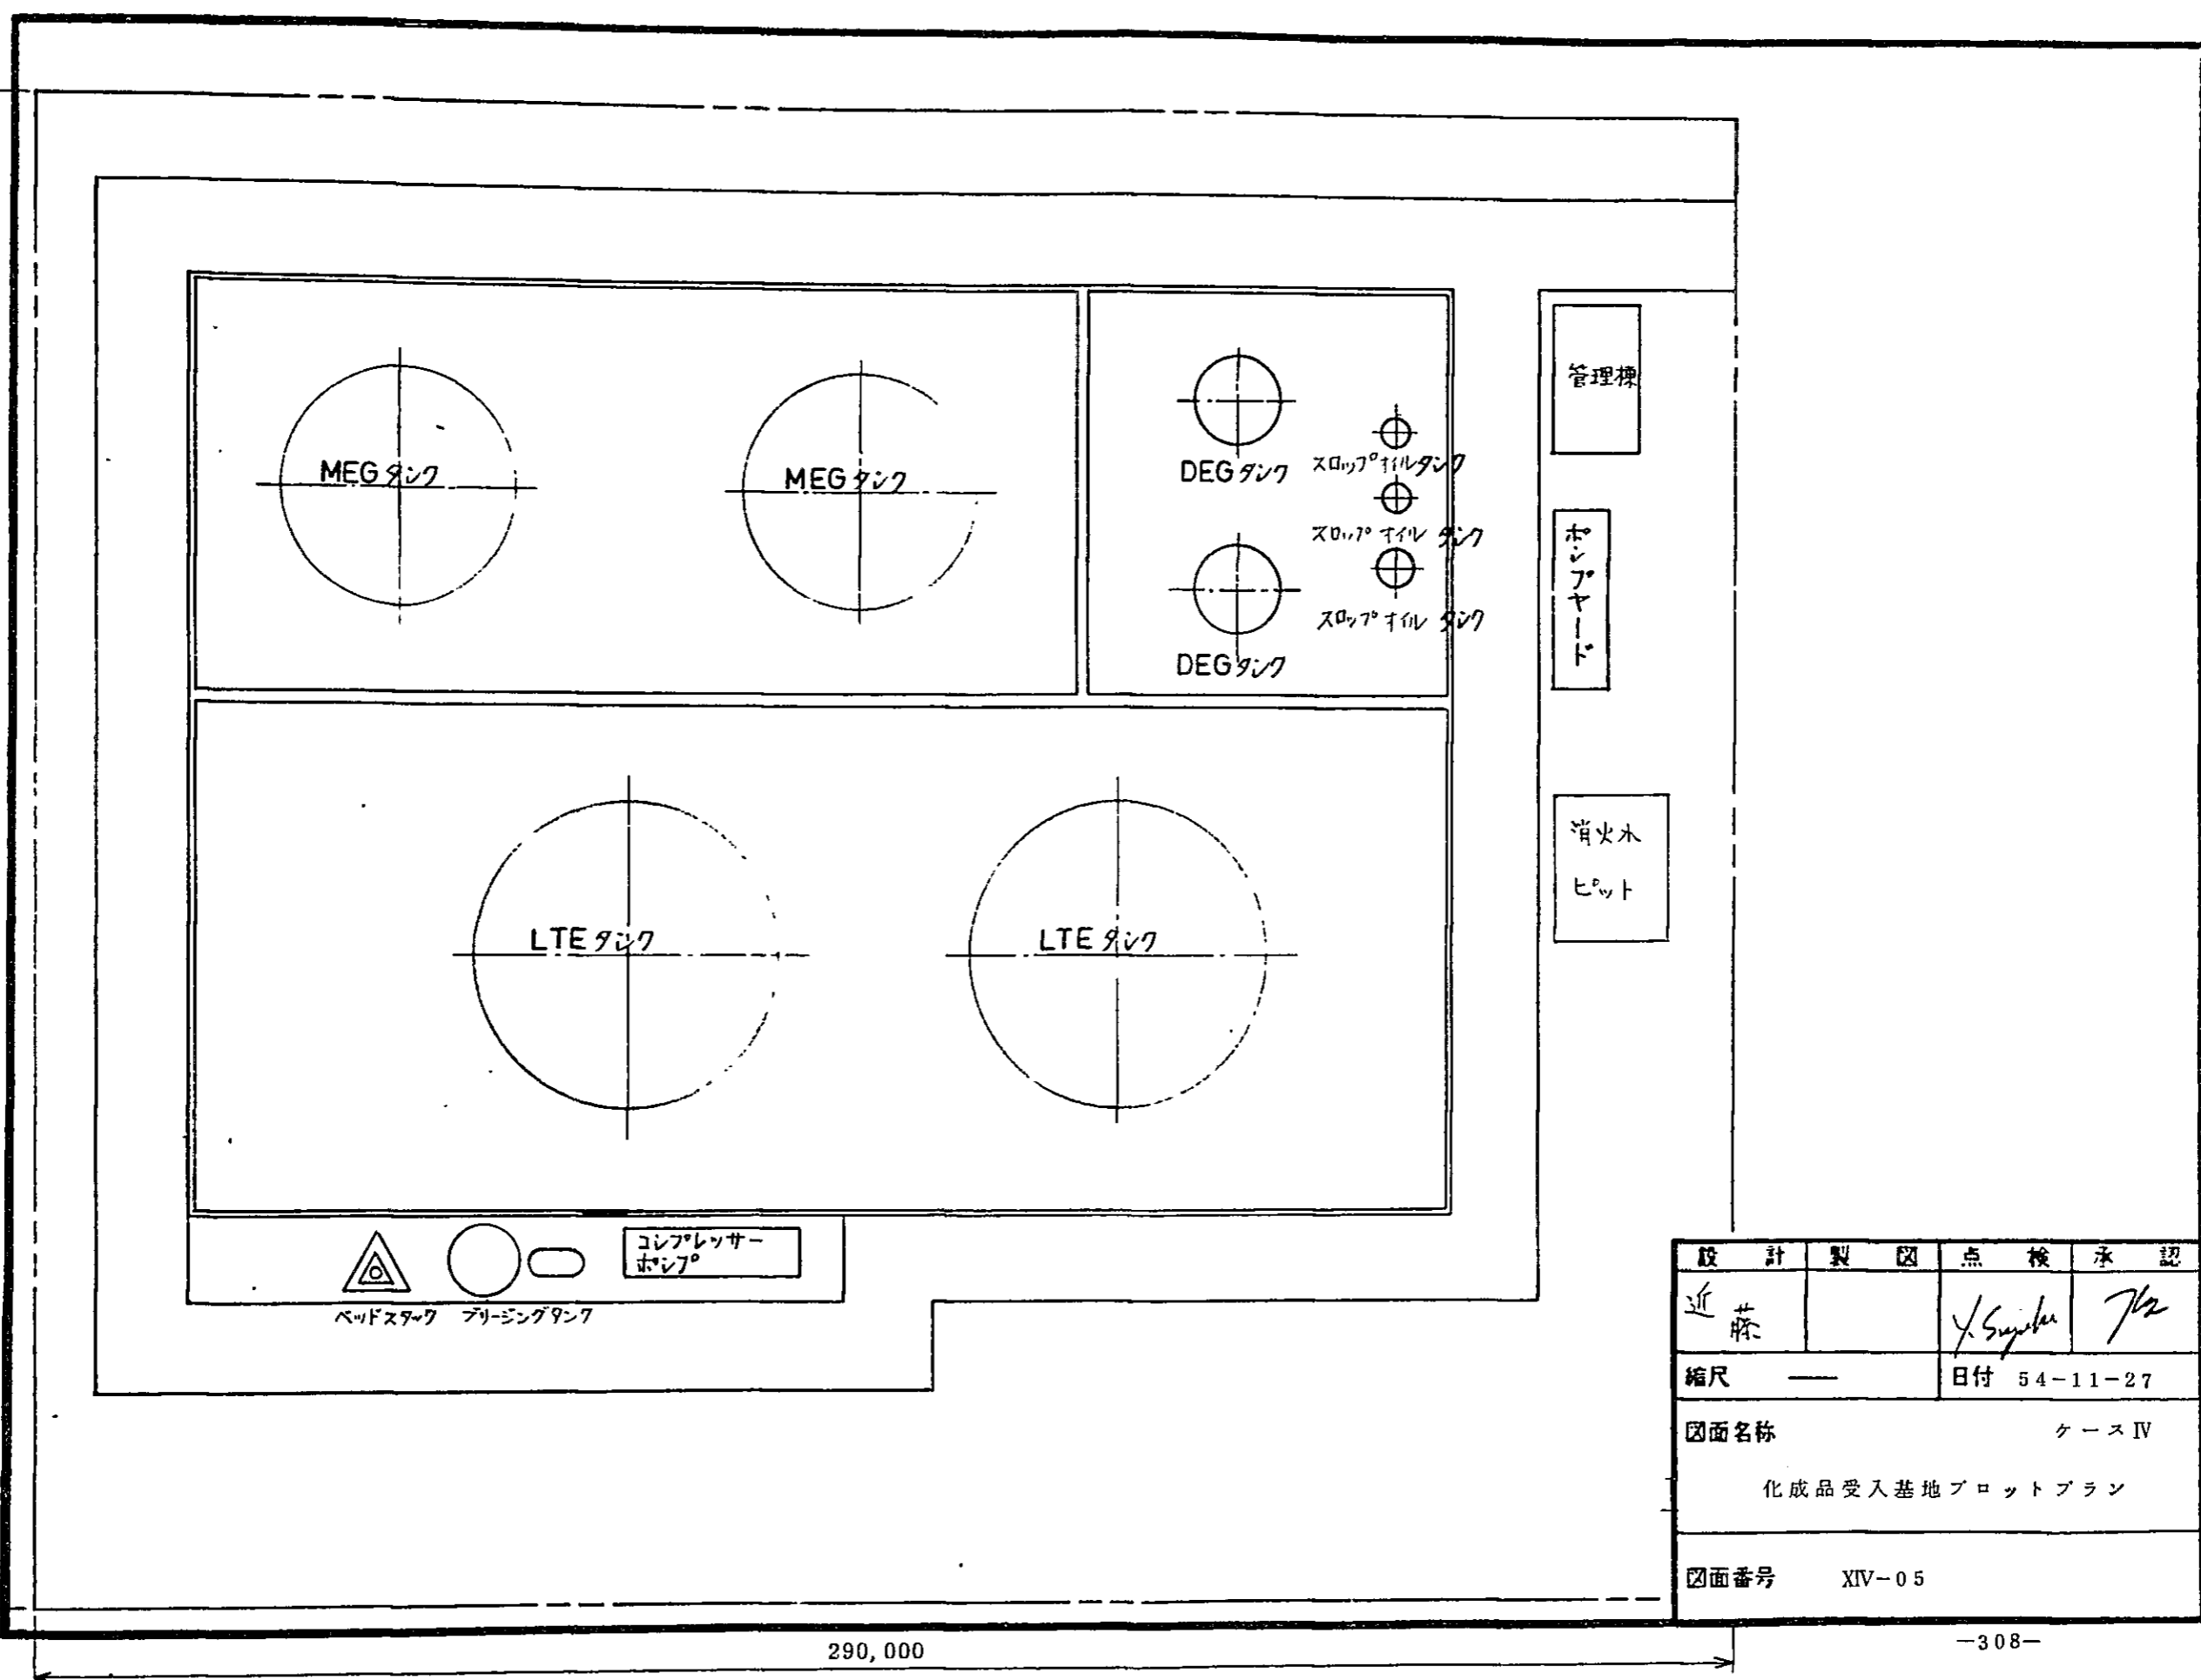 MEGタンク
MEGタンク
DEGタンク
スロップオイルタンク
スロップオイルタンク
スロップオイルタンク
DEGタンク
管理棟
ポンプヤード
LTEタンク
LTEタンク
消火水
ピット
コンプレッサー
ポンプ
ベッドスタック
ブリージングタンク
設計 製図 点検 承認
近藤 Y. Suzuki
縮尺 ―― 日付 54-11-27
図面名称 ケースⅣ
化成品受入基地プロットプラン
図面番号 XIV-05
290,000
—308—